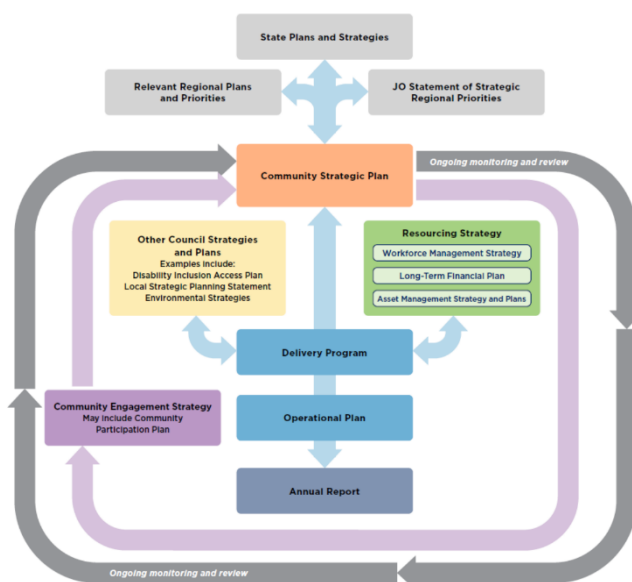 State Plans and Strategies
Relevant Regional Plans
and Priorities
JO Statement of Strategic
Regional Priorities
Community Strategic Plan
Ongoing monitoring and review
Other Council Strategies
and Plans
Examples include:
Disability Inclusion Access Plan
Local Strategic Planning Statement
Environmental Strategies
Resourcing Strategy
Workforce Management Strategy
Long-Term Financial Plan
Asset Management Strategy and Plans
Delivery Program
Community Engagement Strategy
May include Community
Participation Plan
Operational Plan
Annual Report
Ongoing monitoring and review